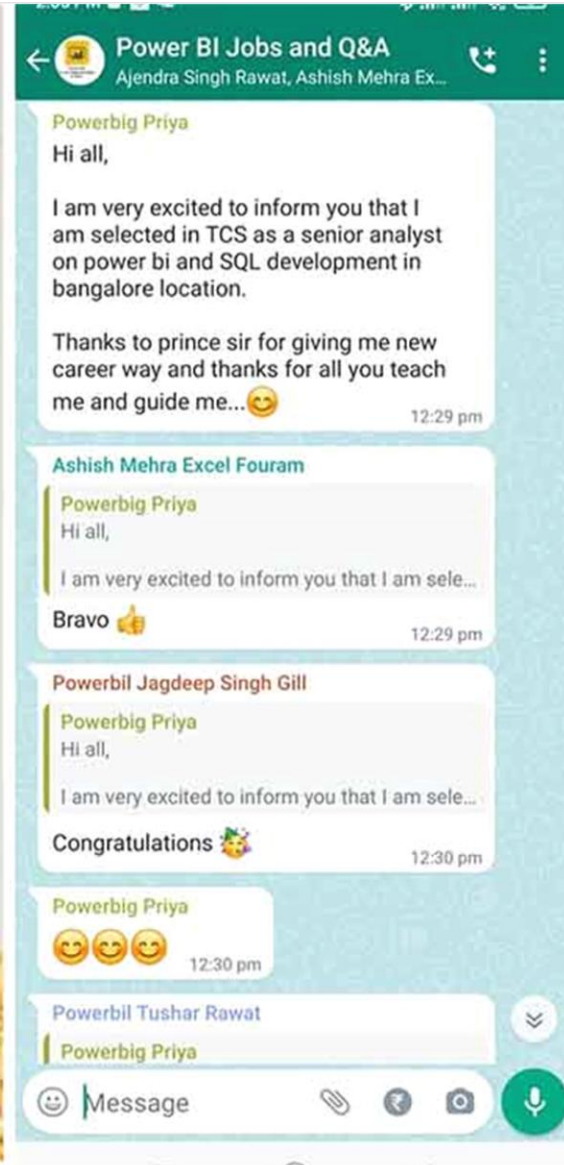 Power BI Jobs and Q&A
Ajendra Singh Rawat, Ashish Mehra Ex...
Powerbig Priya
Hi all,
I am very excited to inform you that I
am selected in TCS as a senior analyst
on power bi and SQL development in
bangalore location.
Thanks to prince sir for giving me new
career way and thanks for all you teach
me and guide me...😊
12:29 pm
Ashish Mehra Excel Fouram
Powerbig Priya
Hi all,
I am very excited to inform you that I am sele...
Bravo 👍
12:29 pm
Powerbil Jagdeep Singh Gill
Powerbig Priya
Hi all,
I am very excited to inform you that I am sele...
Congratulations 🥳
12:30 pm
Powerbig Priya
😊😊😊
12:30 pm
Powerbil Tushar Rawat
Powerbig Priya
Message